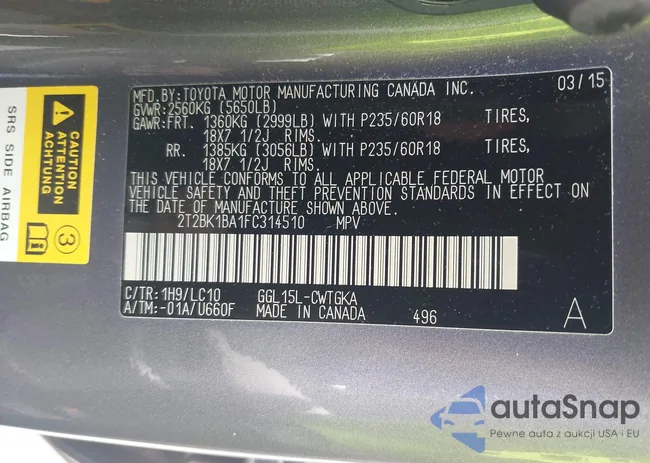 MFD.BY:TOYOTA MOTOR MANUFACTURING CANADA INC. 03/15
GVWR:2560KG (5650LB)
GAWR:FRT. 1360KG (2999LB) WITH P235/60R18 TIRES,
18X7 1/2J RIMS.
RR. 1385KG (3056LB) WITH P235/60R18 TIRES,
18X7 1/2J RIMS.
THIS VEHICLE CONFORMS TO ALL APPLICABLE FEDERAL MOTOR
VEHICLE SAFETY AND THEFT PREVENTION STANDARDS IN EFFECT ON
THE DATE OF MANUFACTURE SHOWN ABOVE.
2T2BK1BA1FC314510 MPV
C/TR:1H9/LC10 GGL15L-CWTGKA
A/TM:-01A/U660F MADE IN CANADA 496 A
CAUTION
ATTENTION
ACHTUNG
3
SRS SIDE AIRBAG
autaSnap
Pewne auta z aukcji USA i EU